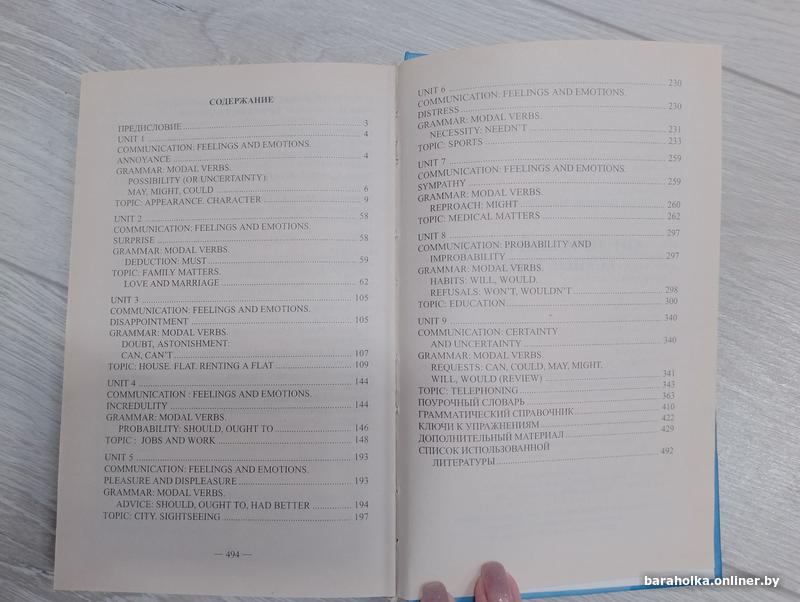 СОДЕРЖАНИЕ
ПРЕДИСЛОВИЕ 3
UNIT 1 4
COMMUNICATION: FEELINGS AND EMOTIONS.
ANNOYANCE 4
GRAMMAR: MODAL VERBS.
POSSIBILITY (OR UNCERTAINTY):
MAY, MIGHT, COULD 6
TOPIC: APPEARANCE. CHARACTER 9
UNIT 2 58
COMMUNICATION: FEELINGS AND EMOTIONS.
SURPRISE 58
GRAMMAR: MODAL VERBS.
DEDUCTION: MUST 59
TOPIC: FAMILY MATTERS.
LOVE AND MARRIAGE 62
UNIT 3 105
COMMUNICATION: FEELINGS AND EMOTIONS.
DISAPPOINTMENT 105
GRAMMAR: MODAL VERBS.
DOUBT, ASTONISHMENT:
CAN, CAN'T 107
TOPIC: HOUSE. FLAT. RENTING A FLAT 109
UNIT 4 144
COMMUNICATION : FEELINGS AND EMOTIONS.
INCREDULITY 144
GRAMMAR: MODAL VERBS.
PROBABILITY: SHOULD, OUGHT TO 146
TOPIC : JOBS AND WORK 148
UNIT 5 193
COMMUNICATION: FEELINGS AND EMOTIONS.
PLEASURE AND DISPLEASURE 193
GRAMMAR: MODAL VERBS.
ADVICE: SHOULD, OUGHT TO, HAD BETTER 194
TOPIC: CITY. SIGHTSEEING 197
— 494 —
UNIT 6 230
COMMUNICATION: FEELINGS AND EMOTIONS.
DISTRESS 230
GRAMMAR: MODAL VERBS.
NECESSITY: NEEDN'T 231
TOPIC: SPORTS 233
UNIT 7 259
COMMUNICATION: FEELINGS AND EMOTIONS.
SYMPATHY 259
GRAMMAR: MODAL VERBS.
REPROACH: MIGHT 260
TOPIC: MEDICAL MATTERS 262
UNIT 8 297
COMMUNICATION: PROBABILITY AND
IMPROBABILITY 297
GRAMMAR: MODAL VERBS.
HABITS: WILL, WOULD.
REFUSALS: WON'T, WOULDN'T 298
TOPIC: EDUCATION 300
UNIT 9 340
COMMUNICATION: CERTAINTY
AND UNCERTAINTY 340
GRAMMAR: MODAL VERBS.
REQUESTS: CAN, COULD, MAY, MIGHT.
WILL, WOULD (REVIEW) 341
TOPIC: TELEPHONING 343
ПОУРОЧНЫЙ СЛОВАРЬ 363
ГРАММАТИЧЕСКИЙ СПРАВОЧНИК 410
КЛЮЧИ К УПРАЖНЕНИЯМ 422
ДОПОЛНИТЕЛЬНЫЙ МАТЕРИАЛ 429
СПИСОК ИСПОЛЬЗОВАННОЙ
ЛИТЕРАТУРЫ 492
baraholka.onliner.by